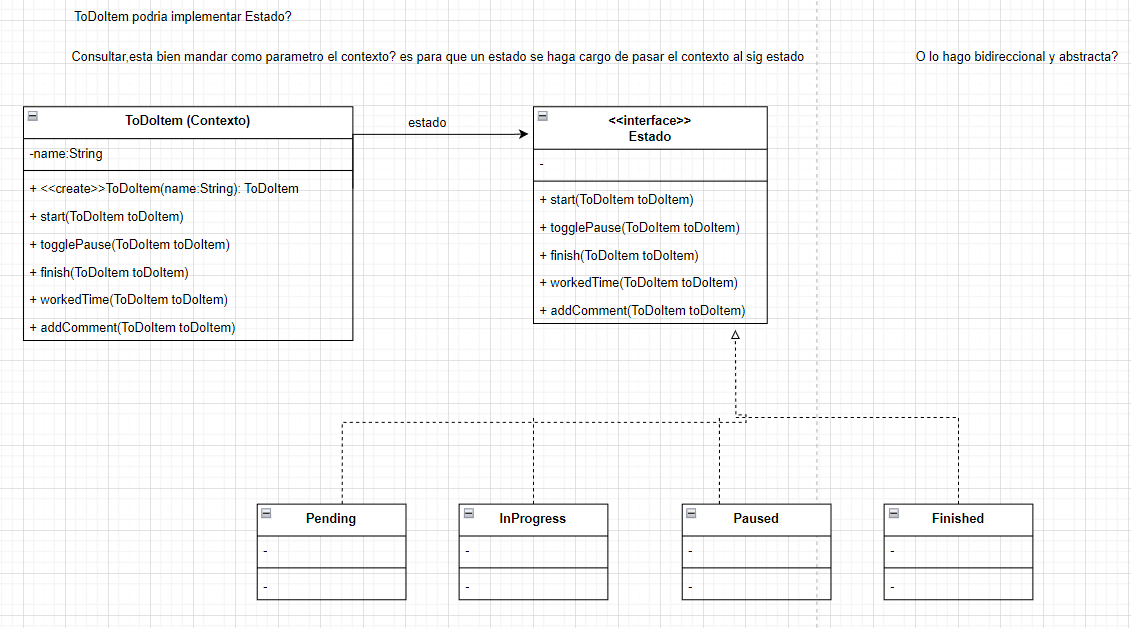 ToDoItem podria implementar Estado?
Consultar,esta bien mandar como parametro el contexto? es para que un estado se haga cargo de pasar el contexto al sig estado
O lo hago bidireccional y abstracta?
ToDoItem (Contexto)
-name:String
+ <<create>>ToDoItem(name:String): ToDoItem
+ start(ToDoItem toDoItem)
+ togglePause(ToDoItem toDoItem)
+ finish(ToDoItem toDoItem)
+ workedTime(ToDoItem toDoItem)
+ addComment(ToDoItem toDoItem)
estado
<<interface>>
Estado
-
+ start(ToDoItem toDoItem)
+ togglePause(ToDoItem toDoItem)
+ finish(ToDoItem toDoItem)
+ workedTime(ToDoItem toDoItem)
+ addComment(ToDoItem toDoItem)
Pending
-
-
InProgress
-
-
Paused
-
-
Finished
-
-